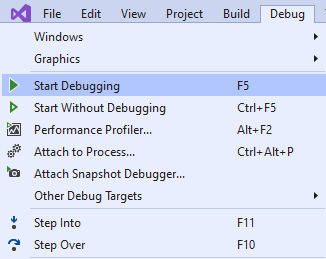 File Edit View Project Build Debug
Windows
Graphics
Start Debugging F5
Start Without Debugging Ctrl+F5
Performance Profiler... Alt+F2
Attach to Process... Ctrl+Alt+P
Attach Snapshot Debugger...
Other Debug Targets
Step Into F11
Step Over F10